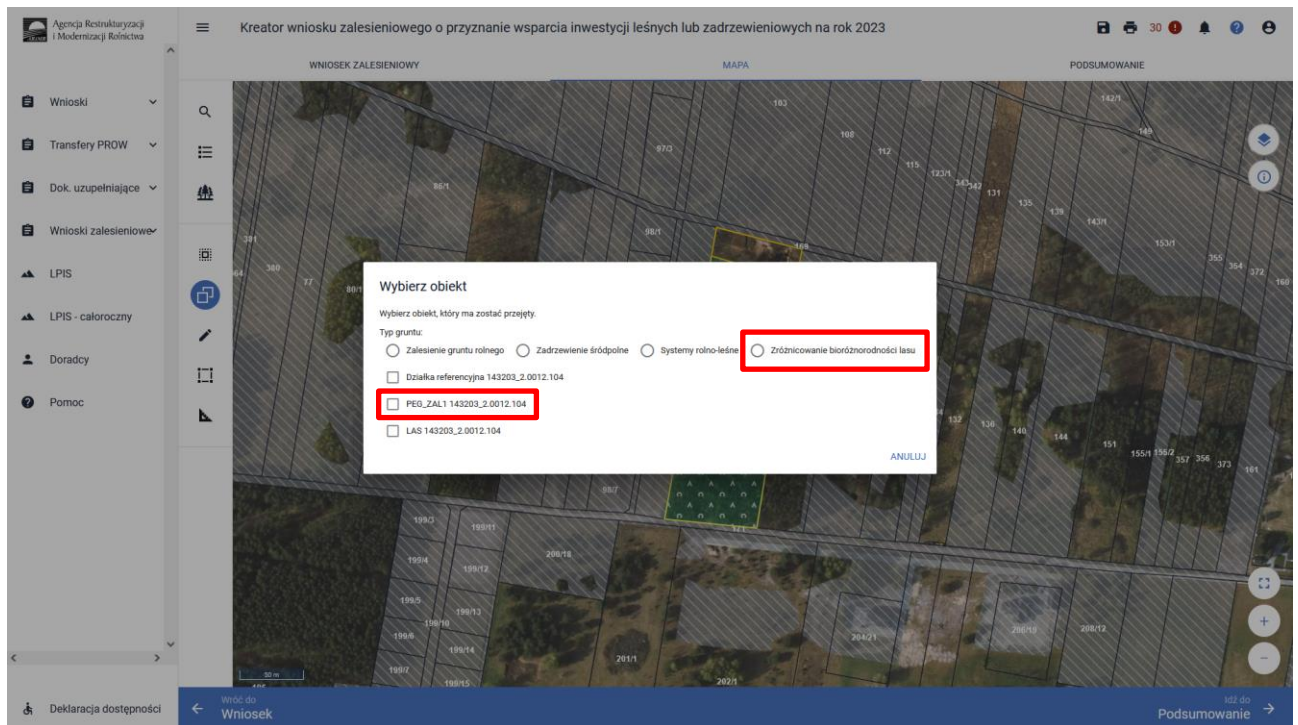 Agencja Restrukturyzacji
i Modernizacji Rolnictwa
Kreator wniosku zalesieniowego o przyznanie wsparcia inwestycji leśnych lub zadrzewieniowych na rok 2023
30
WNIOSEK ZALESIENIOWY
MAPA
PODSUMOWANIE
Wnioski
Transfery PROW
Dok. uzupełniające
Wnioski zalesieniowe
LPIS
LPIS - całoroczny
Doradcy
Pomoc
Deklaracja dostępności
103
142/1
149
108
97/3
112
115
123/1
343
342
131
86/1
135
139
143/1
98/1
169
153/1
381
355
354
372
380
77
80/1
160
Wybierz obiekt
Wybierz obiekt, który ma zostać przejęty.
Typ gruntu:
Zalesienie gruntu rolnego
Zadrzewienie śródpolne
Systemy rolno-leśne
Zróżnicowanie bioróżnorodności lasu
Działka referencyjna 143203_2.0012.104
PEG_ZAL1 143203_2.0012.104
LAS 143203_2.0012.104
ANULUJ
132
130
140
144
151
155/1
155/2
357
356
373
161
98/7
199/3
199/11
371
199/4
200/18
199/12
199/5
199/13
199/10
199/6
204/21
206/19
208/12
199/14
201/1
199/7
50 m
199/15
202/1
Wróć do
Wniosek
Idź do
Podsumowanie